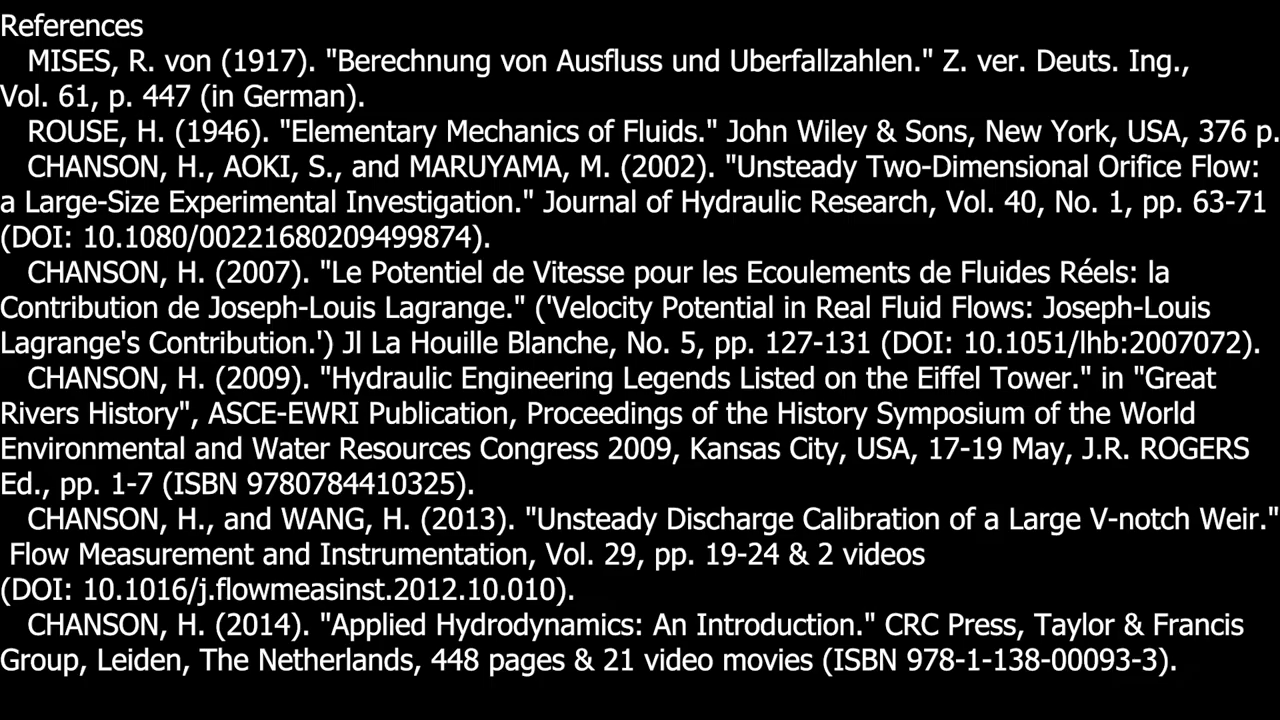 References
MISES, R. von (1917). "Berechnung von Ausfluss und Uberfallzahlen." Z. ver. Deuts. Ing.,
Vol. 61, p. 447 (in German).
ROUSE, H. (1946). "Elementary Mechanics of Fluids." John Wiley & Sons, New York, USA, 376 p.
CHANSON, H., AOKI, S., and MARUYAMA, M. (2002). "Unsteady Two-Dimensional Orifice Flow:
a Large-Size Experimental Investigation." Journal of Hydraulic Research, Vol. 40, No. 1, pp. 63-71
(DOI: 10.1080/00221680209499874).
CHANSON, H. (2007). "Le Potentiel de Vitesse pour les Ecoulements de Fluides Réels: la
Contribution de Joseph-Louis Lagrange." ('Velocity Potential in Real Fluid Flows: Joseph-Louis
Lagrange's Contribution.') Jl La Houille Blanche, No. 5, pp. 127-131 (DOI: 10.1051/lhb:2007072).
CHANSON, H. (2009). "Hydraulic Engineering Legends Listed on the Eiffel Tower." in "Great
Rivers History", ASCE-EWRI Publication, Proceedings of the History Symposium of the World
Environmental and Water Resources Congress 2009, Kansas City, USA, 17-19 May, J.R. ROGERS
Ed., pp. 1-7 (ISBN 9780784410325).
CHANSON, H., and WANG, H. (2013). "Unsteady Discharge Calibration of a Large V-notch Weir."
Flow Measurement and Instrumentation, Vol. 29, pp. 19-24 & 2 videos
(DOI: 10.1016/j.flowmeasinst.2012.10.010).
CHANSON, H. (2014). "Applied Hydrodynamics: An Introduction." CRC Press, Taylor & Francis
Group, Leiden, The Netherlands, 448 pages & 21 video movies (ISBN 978-1-138-00093-3).